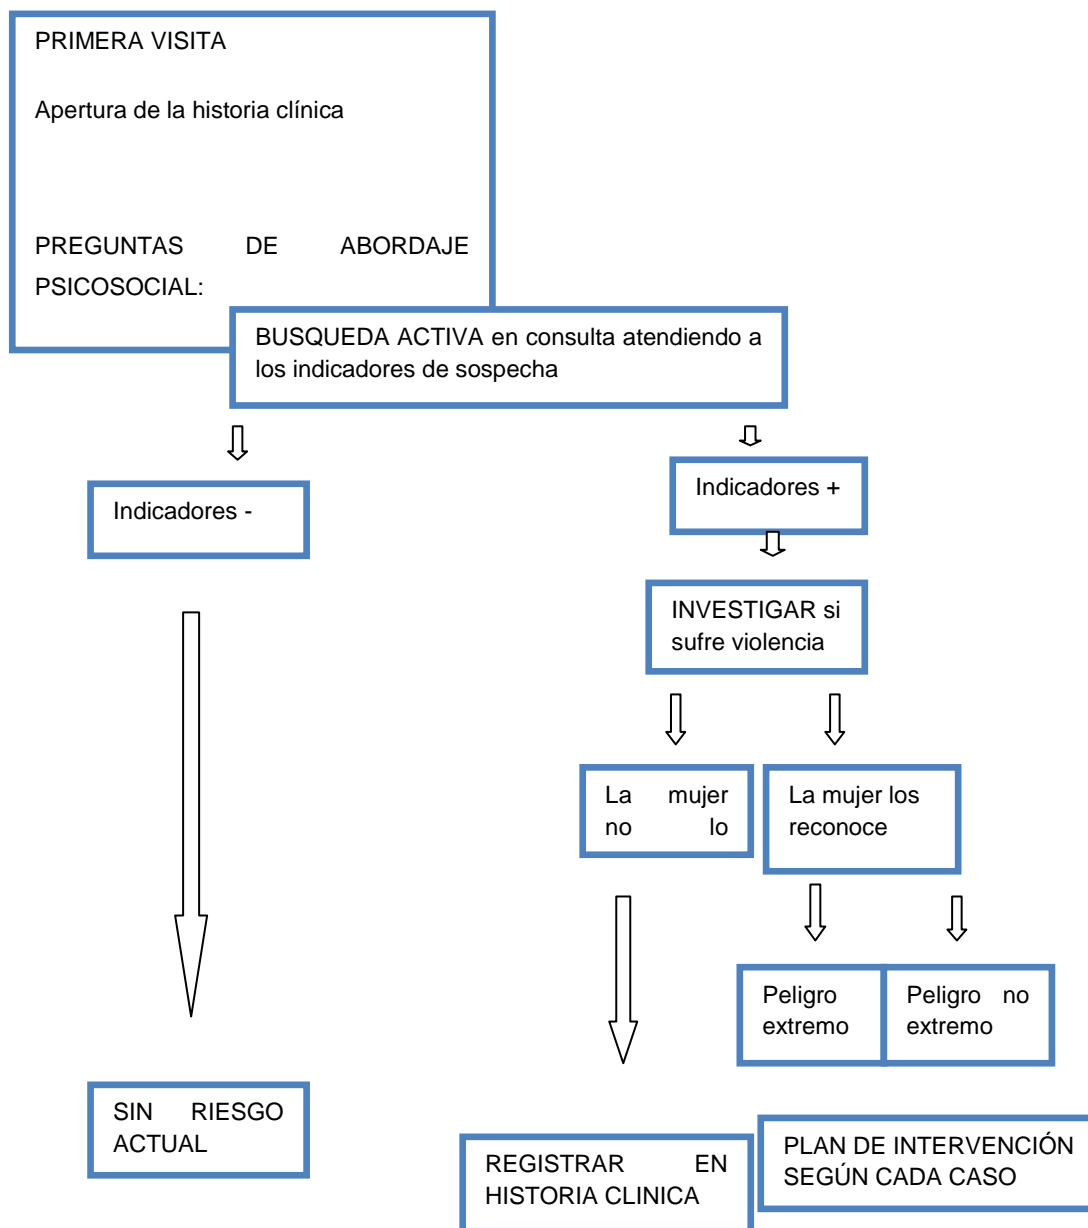 PRIMERA VISITA
Apertura de la historia clínica
PREGUNTAS DE ABORDAJE
PSICOSOCIAL:
BUSQUEDA ACTIVA en consulta atendiendo a
los indicadores de sospecha
Indicadores -
Indicadores +
INVESTIGAR si
sufre violencia
La mujer
no lo
La mujer los
reconoce
Peligro
extremo
Peligro no
extremo
SIN RIESGO
ACTUAL
REGISTRAR EN
HISTORIA CLINICA
PLAN DE INTERVENCIÓN
SEGÚN CADA CASO